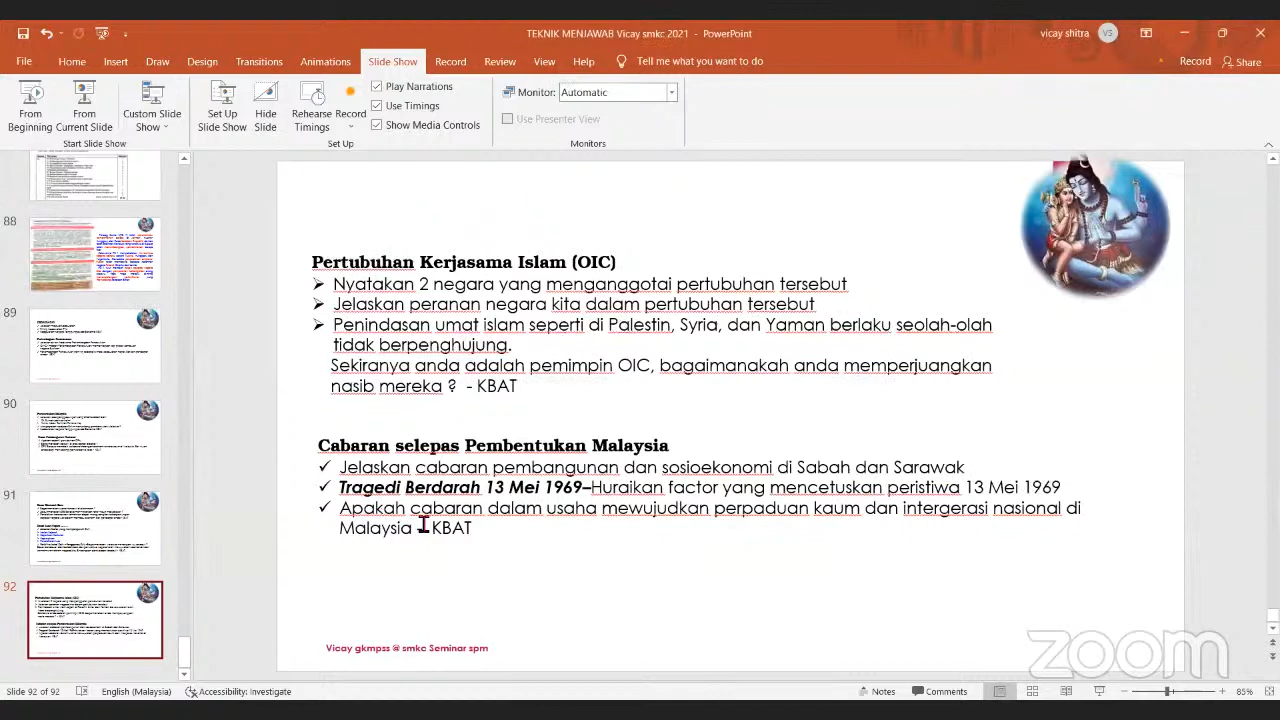 TEKNIK MENJAWAB Vicay smkc 2021 - PowerPoint
vicay shitra
VS
File Home Insert Draw Design Transitions Animations Slide Show Record Review View Help Tell me what you want to do
Record Share
From Beginning
From Current Slide
Custom Slide Show
Set Up Slide Show
Hide Slide
Rehearse Timings
Record
Play Narrations
Use Timings
Show Media Controls
Monitor: Automatic
Use Presenter View
Start Slide Show
Set Up
Monitors
88
89
90
91
92
Pertubuhan Kerjasama Islam (OIC)
Nyatakan 2 negara yang menganggotai pertubuhan tersebut
Jelaskan peranan negara kita dalam pertubuhan tersebut
Penindasan umat islam seperti di Palestin, Syria, dan Yaman berlaku seolah-olah
tidak berpenghujung.
Sekiranya anda adalah pemimpin OIC, bagaimanakah anda memperjuangkan
nasib mereka ? - KBAT
Cabaran selepas Pembentukan Malaysia
Jelaskan cabaran pembangunan dan sosioekonomi di Sabah dan Sarawak
Tragedi Berdarah 13 Mei 1969–Huraikan factor yang mencetuskan peristiwa 13 Mei 1969
Apakah cabaran dalam usaha mewujudkan perpaduan kaum dan intergerasi nasional di
Malaysia - KBAT
Vicay gkmpss @ smkc Seminar spm
zoom
Slide 92 of 92 English (Malaysia) Accessibility: Investigate
Notes Comments 85%